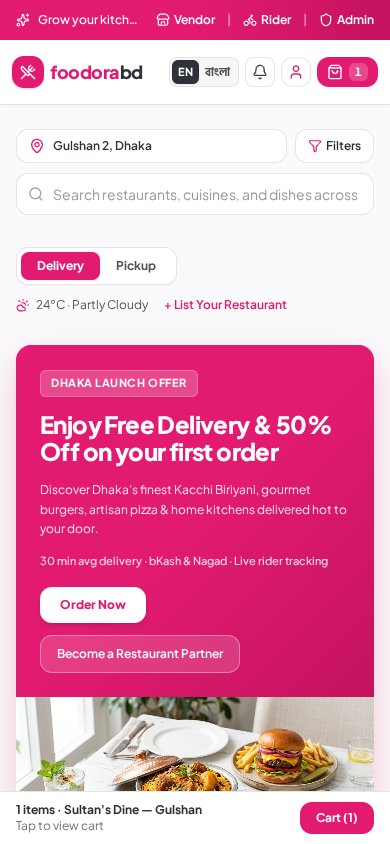 Grow your kitch...
Vendor | Rider | Admin
foodorabd
EN বাংলা
1
Gulshan 2, Dhaka
Filters
Search restaurants, cuisines, and dishes across
Delivery Pickup
24°C · Partly Cloudy + List Your Restaurant
DHAKA LAUNCH OFFER
Enjoy Free Delivery & 50%
Off on your first order
Discover Dhaka's finest Kacchi Biriyani, gourmet
burgers, artisan pizza & home kitchens delivered hot to
your door.
30 min avg delivery · bKash & Nagad · Live rider tracking
Order Now
Become a Restaurant Partner
1 items · Sultan's Dine — Gulshan
Tap to view cart
Cart (1)